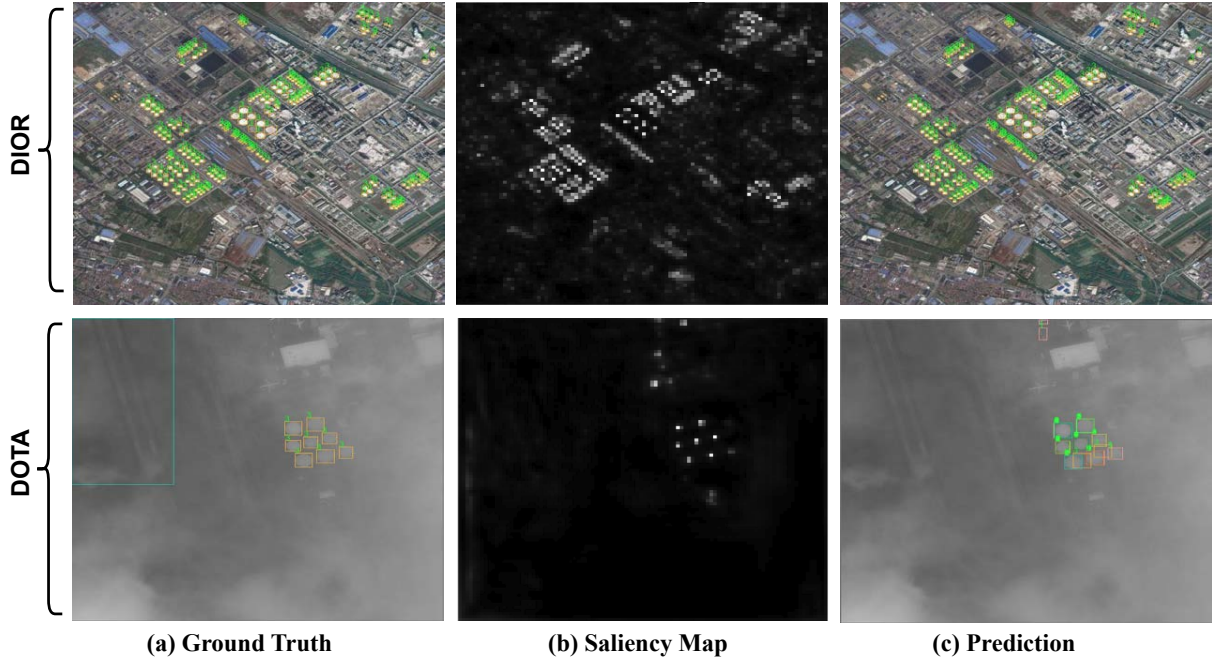 DIOR
DOTA
(a) Ground Truth
(b) Saliency Map
(c) Prediction